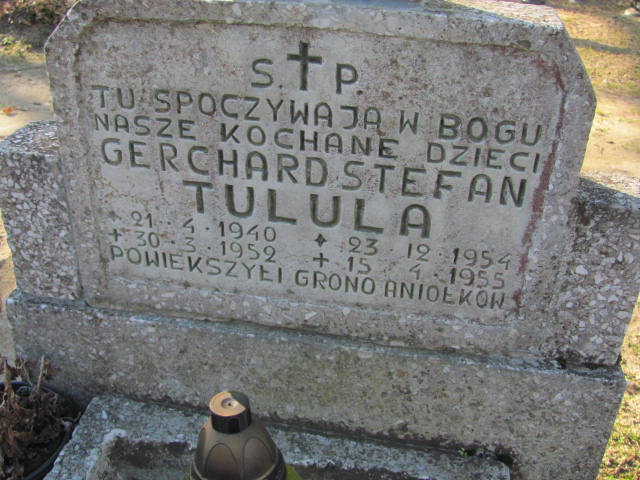 S.✝P.
TU SPOCZYWAJĄ W BOGU
NASZE KOCHANE DZIECI
GERCHARD STEFAN
TULULA
+ 21. 4. 1940 ✶ 23. 12. 1954
+ 30. 3. 1952 + 15. 4. 1955
POWIEKSZYŁI GRONO ANIOŁKÓW